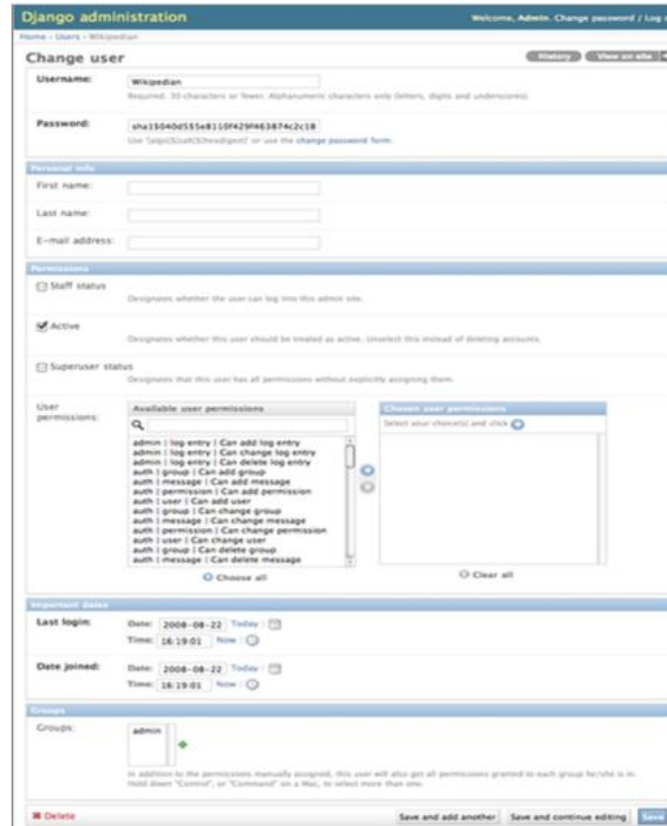 Django administration
Welcome, Admin. Change password / Log
Home › Users › Wikipedian
Change user
History
View on site
Username:
Wikipedian
Required. 30 characters or fewer. Alphanumeric characters only (letters, digits and underscores).
Password:
Use '[algo]$[salt]$[hexdigest]' or use the change password form.
Personal info
First name:
Last name:
E-mail address:
Permissions
Staff status
Designates whether the user can log into this admin site.
Active
Designates whether this user should be treated as active. Unselect this instead of deleting accounts.
Superuser status
Designates that this user has all permissions without explicitly assigning them.
User permissions:
Available user permissions
admin | log entry | Can add log entry
admin | log entry | Can change log entry
admin | log entry | Can delete log entry
auth | group | Can add group
auth | message | Can add message
auth | permission | Can add permission
auth | user | Can add user
auth | group | Can change group
auth | message | Can change message
auth | permission | Can change permission
auth | user | Can change user
auth | group | Can delete group
auth | message | Can delete message
Choose all
Chosen user permissions
Select your choice(s) and click
Clear all
Important dates
Last login:
Date: 2008-08-22 Today |
Time: 16:19:01 Now |
Date joined:
Date: 2008-08-22 Today |
Time: 16:19:01 Now |
Groups
Groups:
admin
In addition to the permissions manually assigned, this user will also get all permissions granted to each group he/she is in.
Hold down "Control", or "Command" on a Mac, to select more than one.
Delete
Save and add another
Save and continue editing
Save